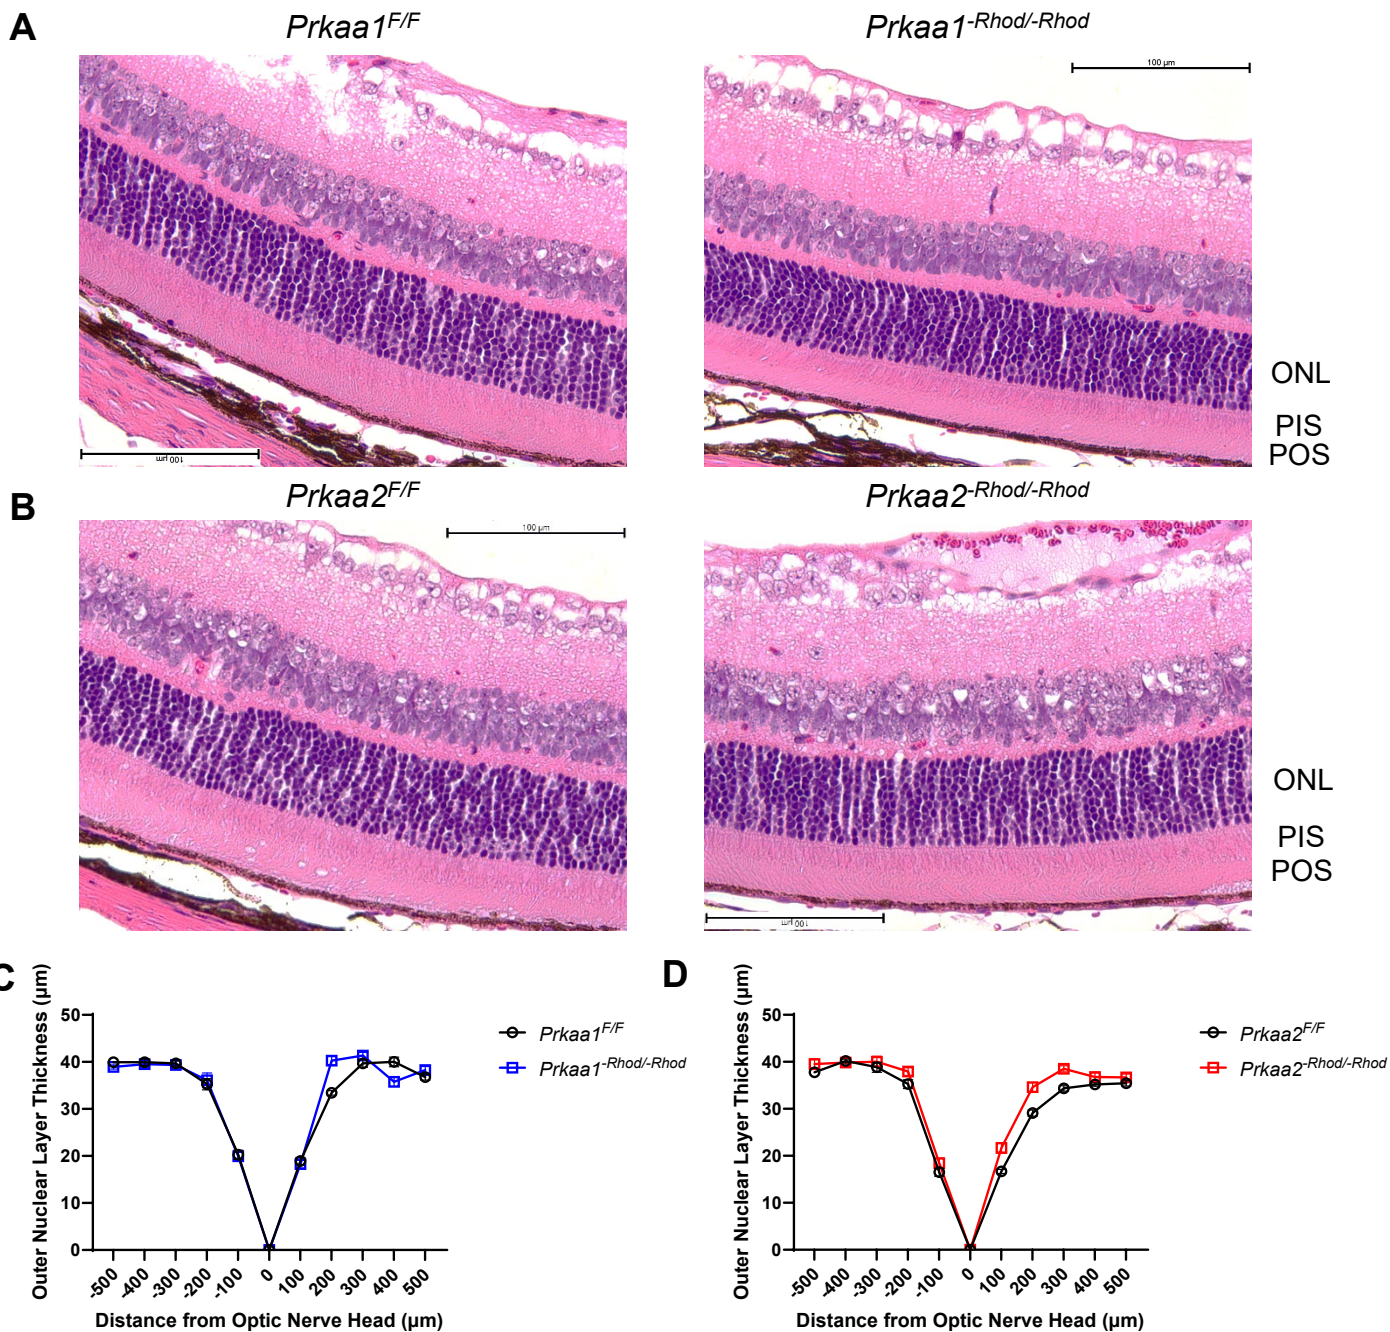 A
Prkaa1F/F
Prkaa1-Rhod/-Rhod
100 µm
100 µm
ONL
PIS
POS
B
Prkaa2F/F
Prkaa2-Rhod/-Rhod
100 µm
100 µm
ONL
PIS
POS
C
Outer Nuclear Layer Thickness (µm)
50
40
30
20
10
0
-500
-400
-300
-200
-100
0
100
200
300
400
500
Distance from Optic Nerve Head (µm)
Prkaa1F/F
Prkaa1-Rhod/-Rhod
D
Outer Nuclear Layer Thickness (µm)
50
40
30
20
10
0
-500
-400
-300
-200
-100
0
100
200
300
400
500
Distance from Optic Nerve Head (µm)
Prkaa2F/F
Prkaa2-Rhod/-Rhod